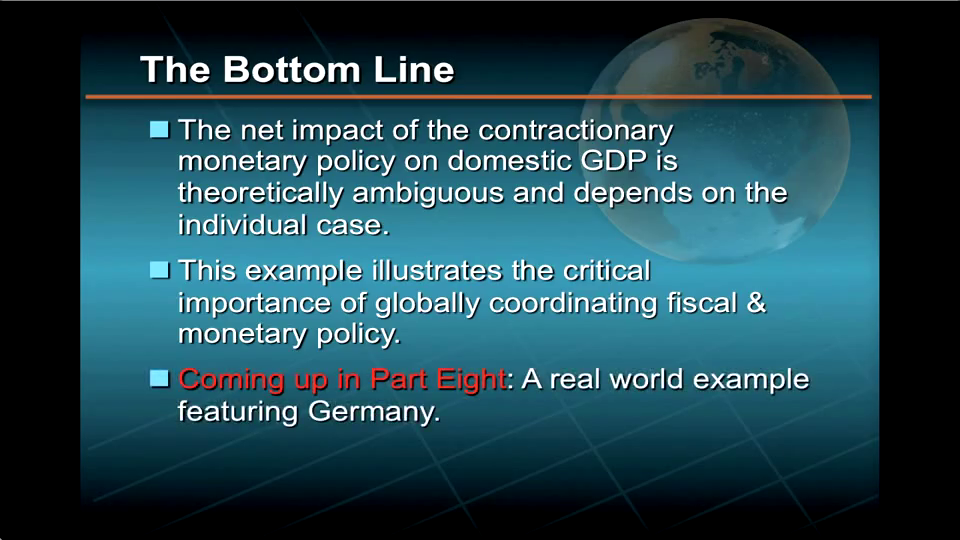 The Bottom Line
The net impact of the contractionary
monetary policy on domestic GDP is
theoretically ambiguous and depends on the
individual case.
This example illustrates the critical
importance of globally coordinating fiscal &
monetary policy.
Coming up in Part Eight: A real world example
featuring Germany.